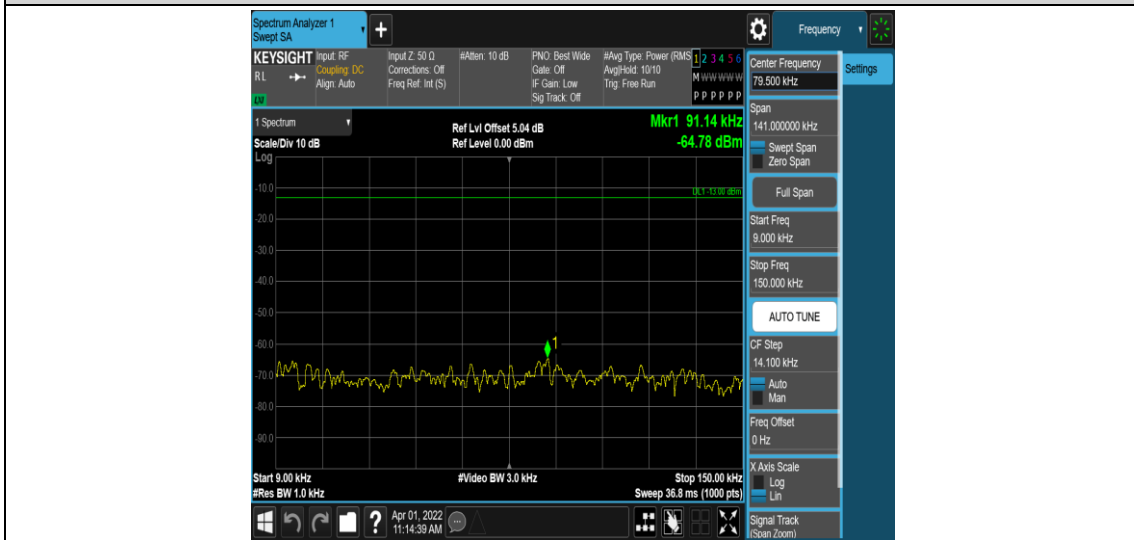 Spectrum Analyzer 1
Swept SA
+
Frequency
KEYSIGHT
RL
LXI
Input: RF
Coupling: DC
Align: Auto
Input Z: 50 Ω
Corrections: Off
Freq Ref: Int (S)
#Atten: 10 dB
PNO: Best Wide
Gate: Off
IF Gain: Low
Sig Track: Off
#Avg Type: Power (RMS
Avg|Hold: 10/10
Trig: Free Run
1 2 3 4 5 6
M W W W W W
P P P P P P
1 Spectrum
Scale/Div 10 dB
Log
Ref Lvl Offset 5.04 dB
Ref Level 0.00 dBm
Mkr1 91.14 kHz
-64.78 dBm
DL1 -13.00 dBm
-10.0
-20.0
-30.0
-40.0
-50.0
-60.0
-70.0
-80.0
-90.0
1
Start 9.00 kHz
#Res BW 1.0 kHz
#Video BW 3.0 kHz
Stop 150.00 kHz
Sweep 36.8 ms (1000 pts)
?
Apr 01, 2022
11:14:39 AM
Center Frequency
79.500 kHz
Settings
Span
141.000000 kHz
Swept Span
Zero Span
Full Span
Start Freq
9.000 kHz
Stop Freq
150.000 kHz
AUTO TUNE
CF Step
14.100 kHz
Auto
Man
Freq Offset
0 Hz
X Axis Scale
Log
Lin
Signal Track
(Span Zoom)